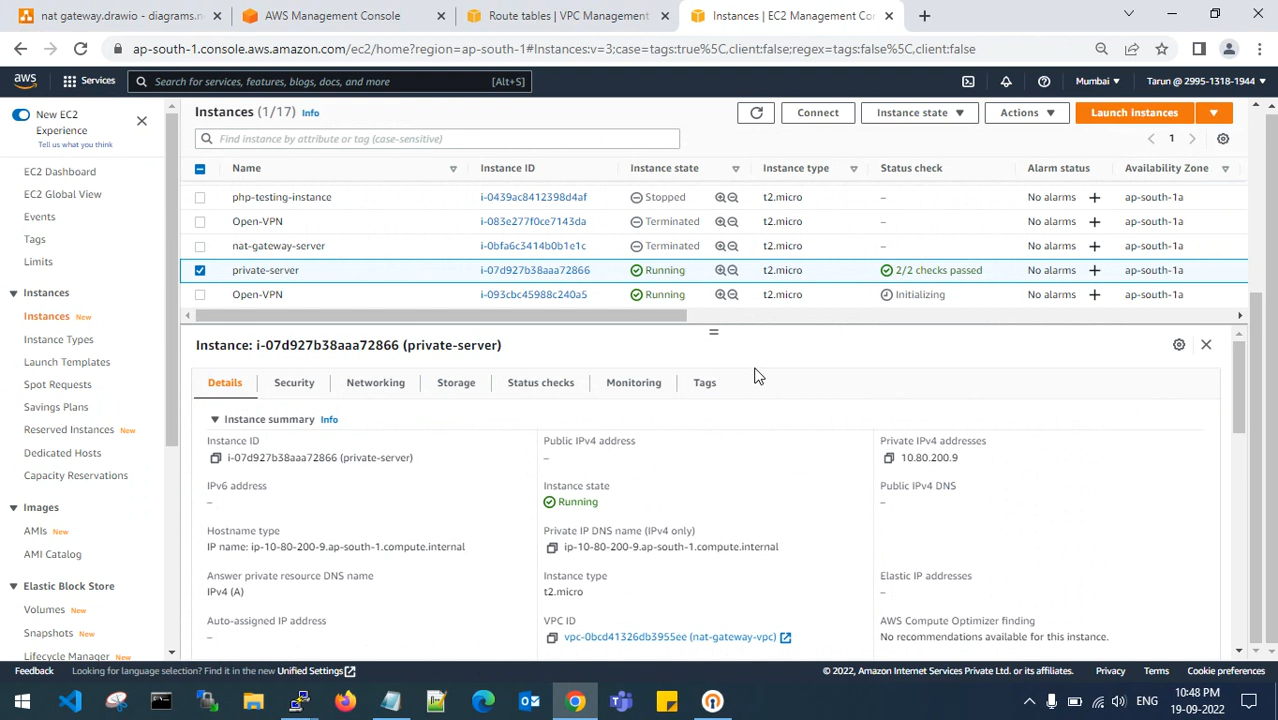 nat gateway.drawio - diagrams.n
AWS Management Console
Route tables | VPC Management
Instances | EC2 Management Con
ap-south-1.console.aws.amazon.com/ec2/home?region=ap-south-1#Instances:v=3;case=tags:true%5C,client:false;regex=tags:false%5C,client:false
aws
Services
Search for services, features, blogs, docs, and more
[Alt+S]
Mumbai
Tarun @ 2995-1318-1944
New EC2
Experience
Tell us what you think
EC2 Dashboard
EC2 Global View
Events
Tags
Limits
Instances
Instances New
Instance Types
Launch Templates
Spot Requests
Savings Plans
Reserved Instances New
Dedicated Hosts
Capacity Reservations
Images
AMIs New
AMI Catalog
Elastic Block Store
Volumes New
Snapshots New
Lifecycle Manager New
Instances (1/17) Info
Connect
Instance state
Actions
Launch instances
Find instance by attribute or tag (case-sensitive)
1
Name Instance ID Instance state Instance type Status check Alarm status Availability Zone
php-testing-instance i-0439ac8412398d4af Stopped t2.micro – No alarms + ap-south-1a
Open-VPN i-083e277f0ce7143da Terminated t2.micro – No alarms + ap-south-1a
nat-gateway-server i-0bfa6c3414b0b1e1c Terminated t2.micro – No alarms + ap-south-1a
private-server i-07d927b38aaa72866 Running t2.micro 2/2 checks passed No alarms + ap-south-1a
Open-VPN i-093cbc45988c240a5 Running t2.micro Initializing No alarms + ap-south-1a
Instance: i-07d927b38aaa72866 (private-server)
Details Security Networking Storage Status checks Monitoring Tags
Instance summary Info
Instance ID
i-07d927b38aaa72866 (private-server)
Public IPv4 address
–
Private IPv4 addresses
10.80.200.9
IPv6 address
–
Instance state
Running
Public IPv4 DNS
–
Hostname type
IP name: ip-10-80-200-9.ap-south-1.compute.internal
Private IP DNS name (IPv4 only)
ip-10-80-200-9.ap-south-1.compute.internal
Answer private resource DNS name
IPv4 (A)
Instance type
t2.micro
Elastic IP addresses
–
Auto-assigned IP address
–
VPC ID
vpc-0bcd41326db3955ee (nat-gateway-vpc)
AWS Compute Optimizer finding
No recommendations available for this instance.
Feedback
Looking for language selection? Find it in the new Unified Settings
© 2022, Amazon Internet Services Private Ltd. or its affiliates.
Privacy
Terms
Cookie preferences
ENG
10:48 PM
19-09-2022